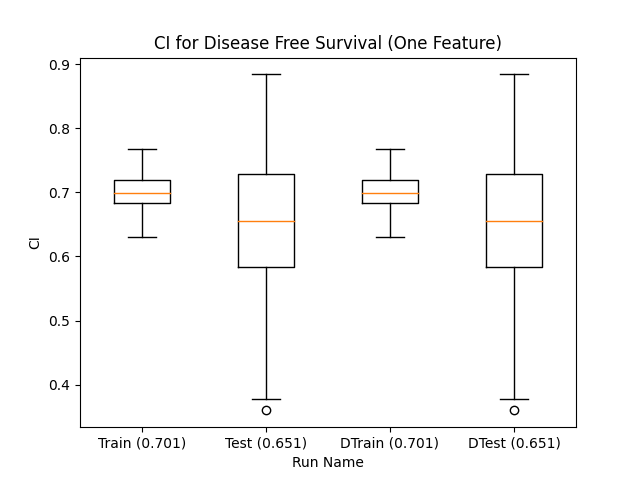 CI for Disease Free Survival (One Feature)
0.9
0.8
0.7
0.6
0.5
0.4
CI
Train (0.701) Test (0.651) DTrain (0.701) DTest (0.651)
Run Name